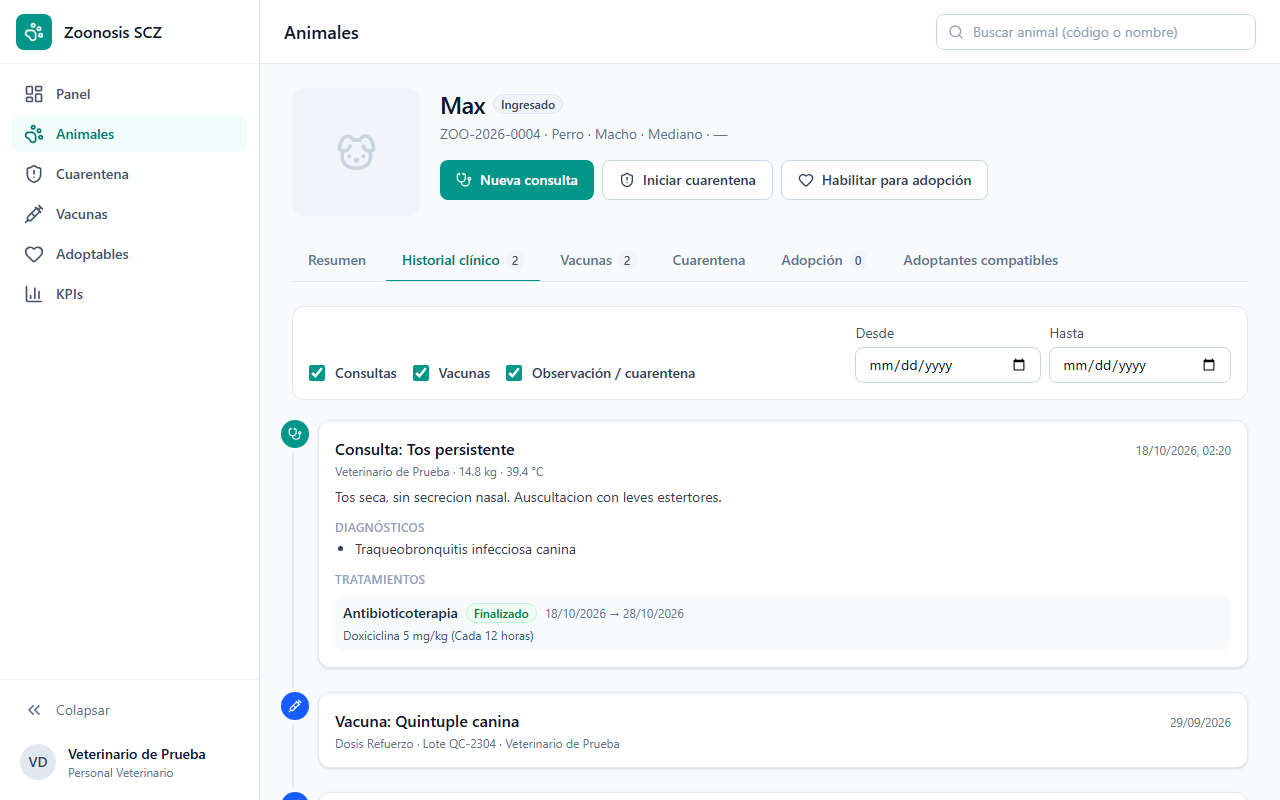 Zoonosis SCZ
Animales
Buscar animal (código o nombre)
Panel
Animales
Cuarentena
Vacunas
Adoptables
KPIs
Colapsar
VD
Veterinario de Prueba
Personal Veterinario
Max
Ingresado
ZOO-2026-0004 · Perro · Macho · Mediano · —
Nueva consulta
Iniciar cuarentena
Habilitar para adopción
Resumen
Historial clínico 2
Vacunas 2
Cuarentena
Adopción 0
Adoptantes compatibles
Desde
Hasta
Consultas
Vacunas
Observación / cuarentena
mm/dd/yyyy
mm/dd/yyyy
Consulta: Tos persistente
18/10/2026, 02:20
Veterinario de Prueba · 14.8 kg · 39.4 °C
Tos seca, sin secrecion nasal. Auscultacion con leves estertores.
DIAGNÓSTICOS
• Traqueobronquitis infecciosa canina
TRATAMIENTOS
Antibioticoterapia Finalizado 18/10/2026 → 28/10/2026
Doxiciclina 5 mg/kg (Cada 12 horas)
Vacuna: Quintuple canina
29/09/2026
Dosis Refuerzo · Lote QC-2304 · Veterinario de Prueba